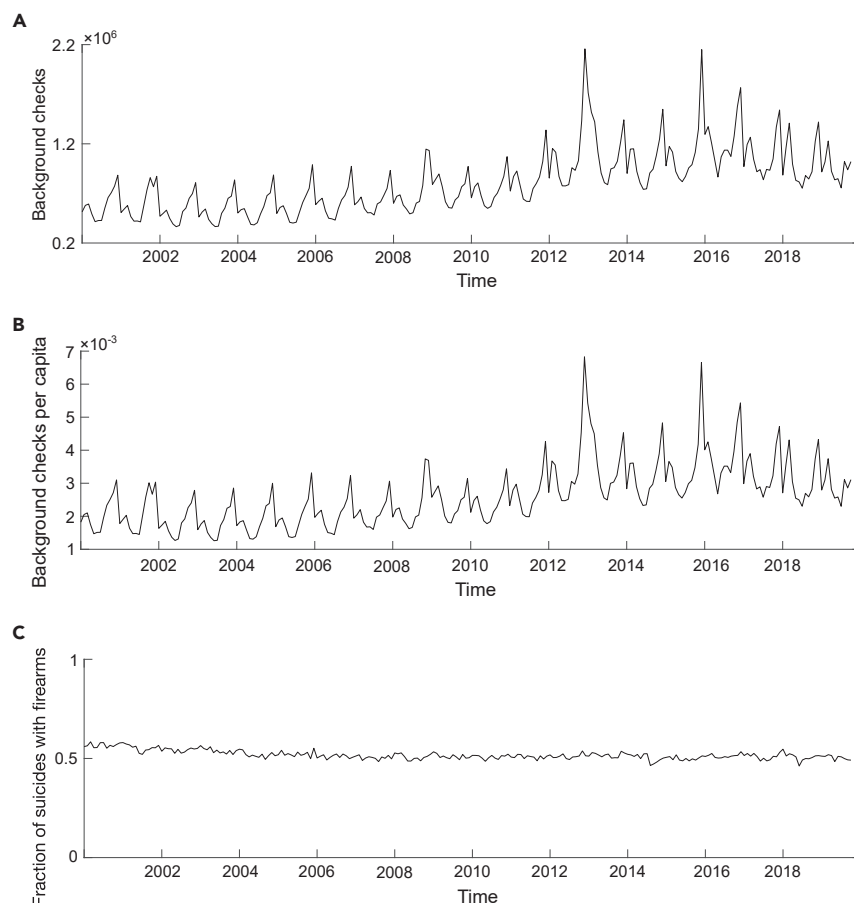 A
×10⁶
2.2
1.2
0.2
Background checks
2002 2004 2006 2008 2010 2012 2014 2016 2018
Time
B
×10⁻³
7
6
5
4
3
2
1
Background checks per capita
2002 2004 2006 2008 2010 2012 2014 2016 2018
Time
C
1
0.5
0
Fraction of suicides with firearms
2002 2004 2006 2008 2010 2012 2014 2016 2018
Time